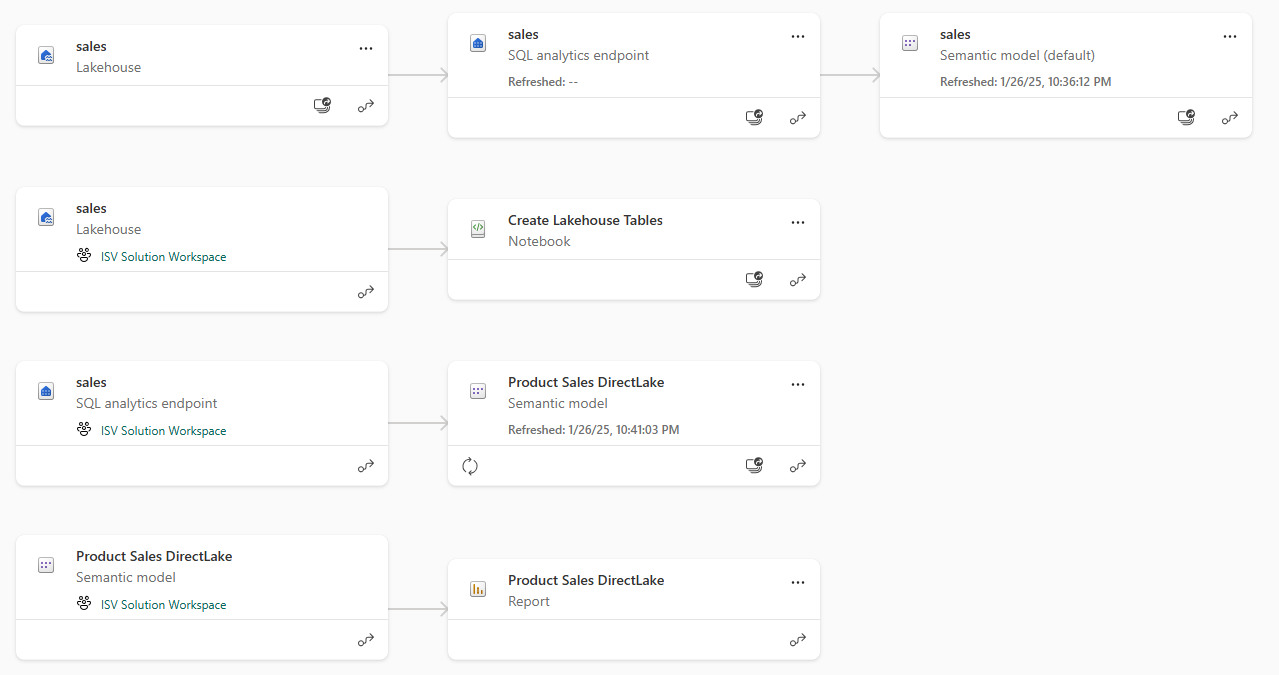 sales
Lakehouse
sales
SQL analytics endpoint
Refreshed: --
sales
Semantic model (default)
Refreshed: 1/26/25, 10:36:12 PM
sales
Lakehouse
ISV Solution Workspace
Create Lakehouse Tables
Notebook
sales
SQL analytics endpoint
ISV Solution Workspace
Product Sales DirectLake
Semantic model
Refreshed: 1/26/25, 10:41:03 PM
Product Sales DirectLake
Semantic model
ISV Solution Workspace
Product Sales DirectLake
Report